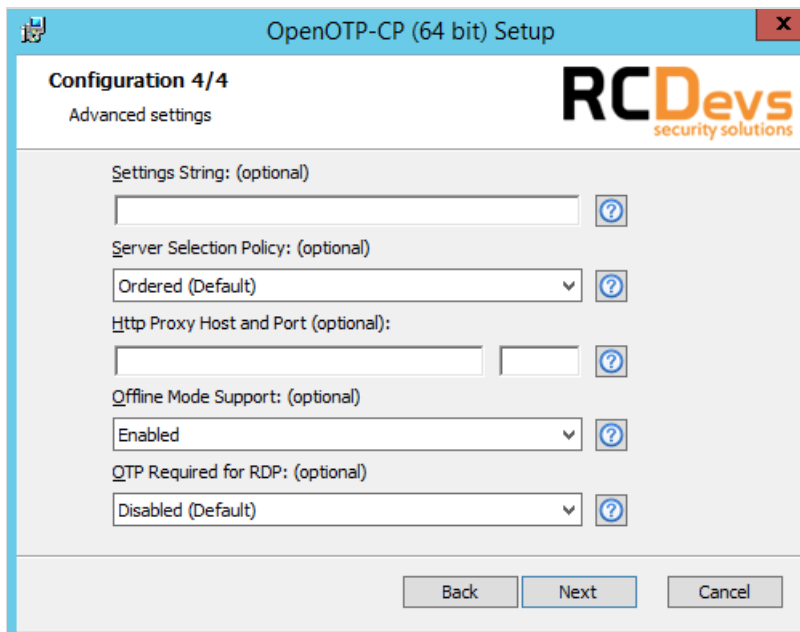 OpenOTP-CP (64 bit) Setup
x
Configuration 4/4
Advanced settings
RCDevs
security solutions
Settings String: (optional)
?
Server Selection Policy: (optional)
Ordered (Default)
?
Http Proxy Host and Port (optional):
?
Offline Mode Support: (optional)
Enabled
?
OTP Required for RDP: (optional)
Disabled (Default)
?
Back Next Cancel